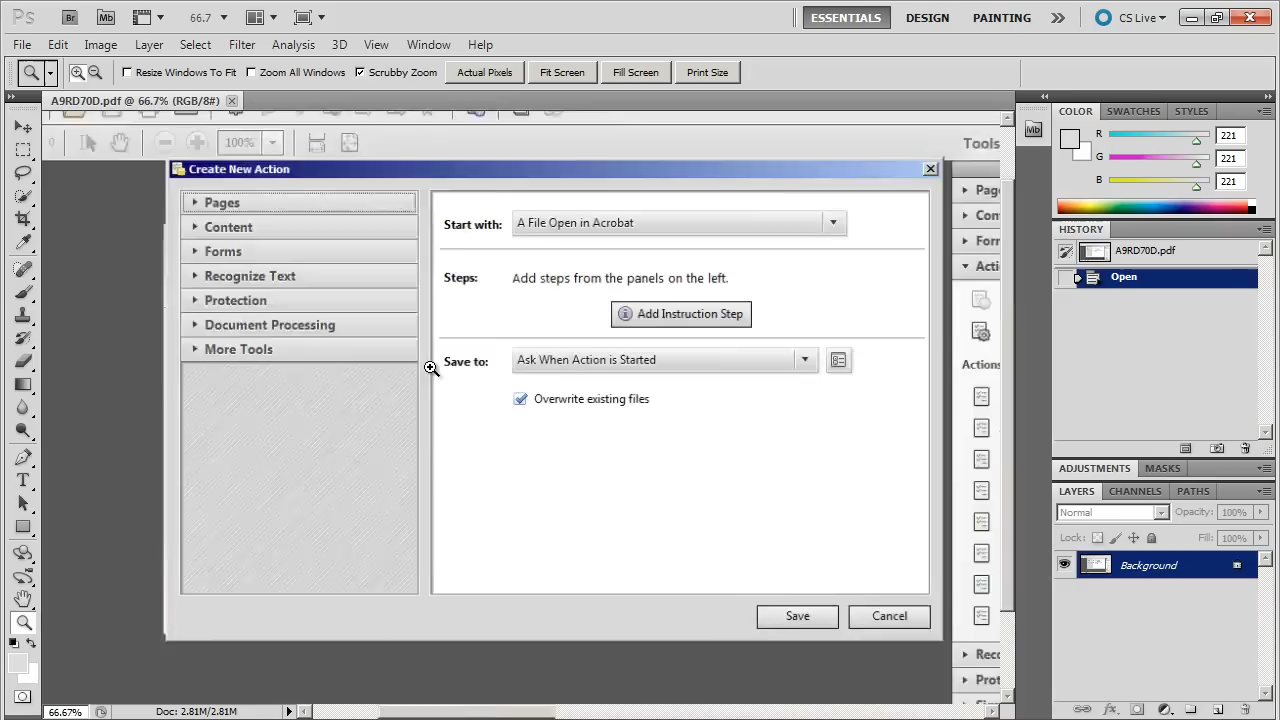 Ps Br Mb 66.7 ESSENTIALS DESIGN PAINTING CS Live
File Edit Image Layer Select Filter Analysis 3D View Window Help
Resize Windows To Fit Zoom All Windows Scrubby Zoom Actual Pixels Fit Screen Fill Screen Print Size
A9RD70D.pdf @ 66.7% (RGB/8#)
100% Tools
Create New Action
Pages
Content
Forms
Recognize Text
Protection
Document Processing
More Tools
Start with: A File Open in Acrobat
Steps: Add steps from the panels on the left.
Add Instruction Step
Save to: Ask When Action is Started
Overwrite existing files
Save Cancel
Actions
Mb
COLOR SWATCHES STYLES
R 221
G 221
B 221
HISTORY
A9RD70D.pdf
Open
ADJUSTMENTS MASKS
LAYERS CHANNELS PATHS
Normal Opacity: 100%
Lock: Fill: 100%
Background
T
fx
66.67% Doc: 2.81M/2.81M